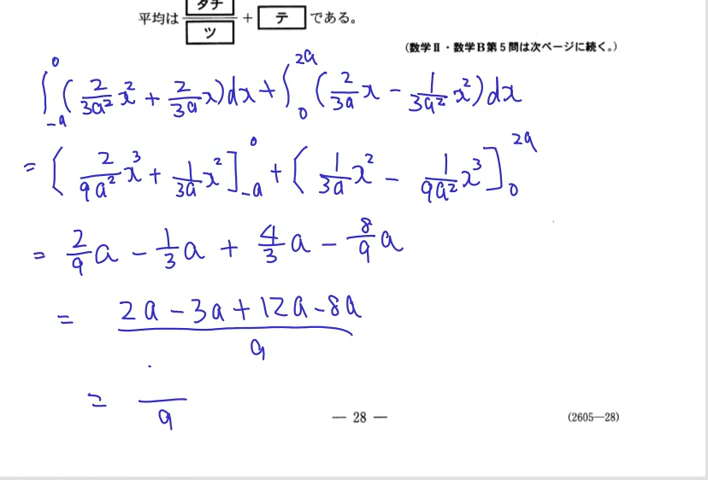 平均は タチ/ツ + テ である。
(数学Ⅱ・数学B第5問は次ページに続く。)
∫_{-a}^{0} (2/3a² x² + 2/3a x)dx + ∫_{0}^{2a} (2/3a x - 1/3a² x²)dx
= [2/9a² x³ + 1/3a x²]_{-a}^{0} + [1/3a x² - 1/9a² x³]_{0}^{2a}
= 2/9 a - 1/3 a + 4/3 a - 8/9 a
= (2a - 3a + 12a - 8a)/9
= /9
— 28 —
(2605—28)